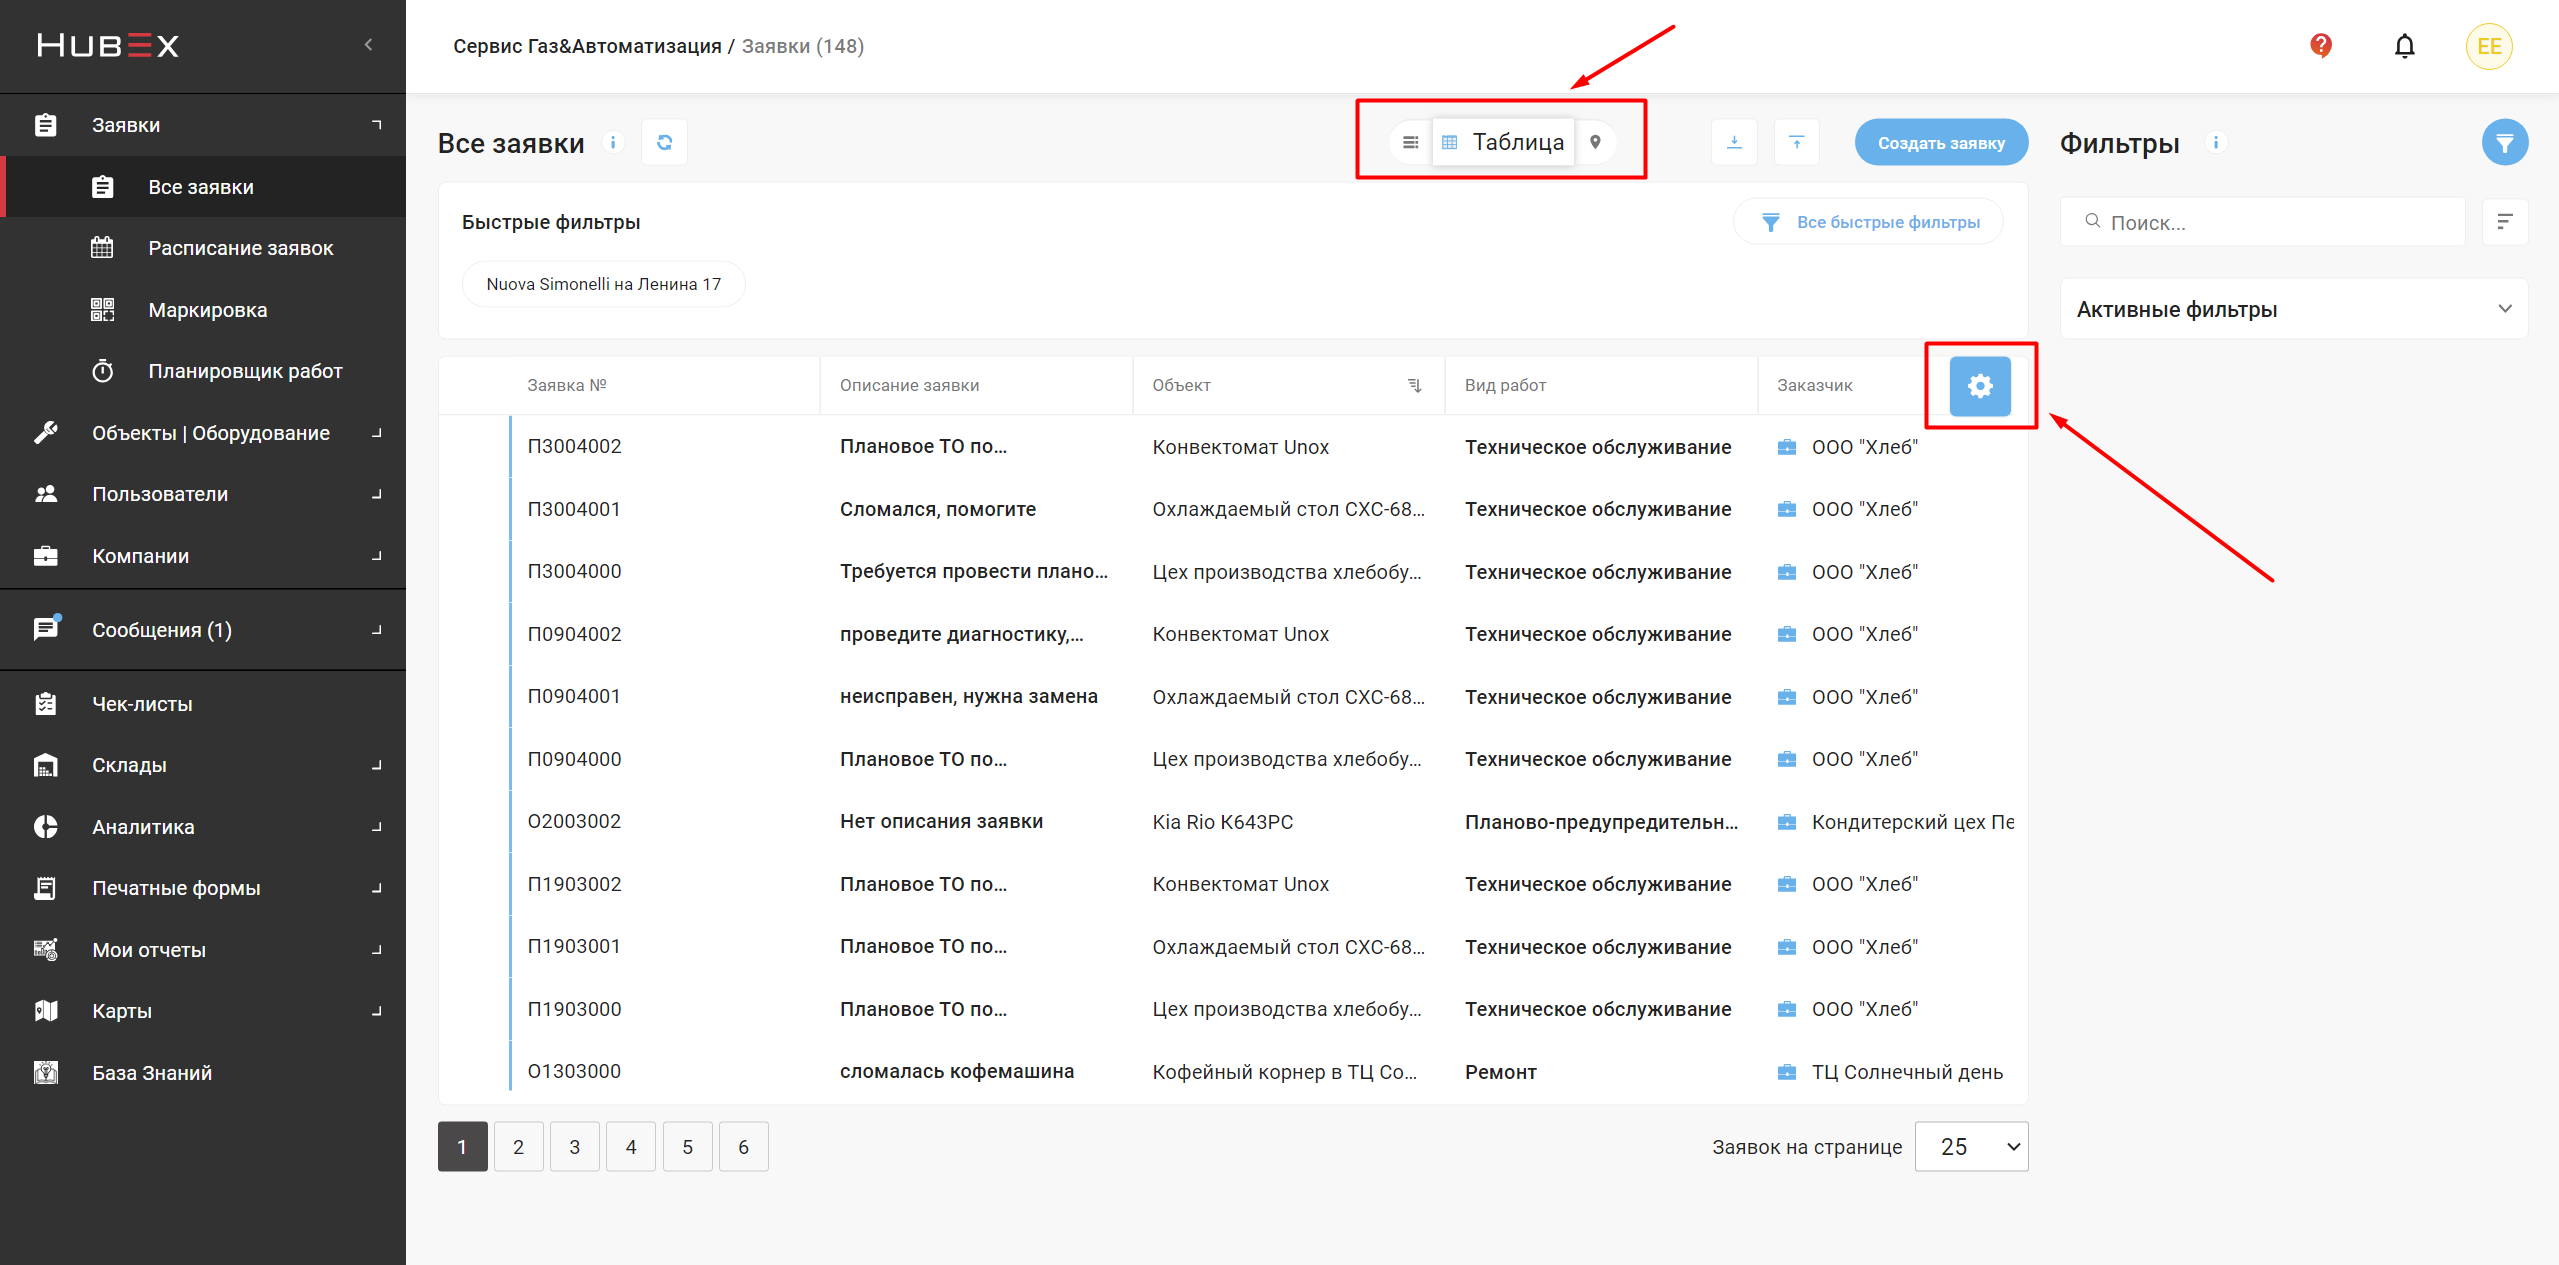 HUBEX
Сервис Газ&Автоматизация / Заявки (148)
EE
Заявки
Все заявки
Расписание заявок
Маркировка
Планировщик работ
Объекты | Оборудование
Пользователи
Компании
Сообщения (1)
Чек-листы
Склады
Аналитика
Печатные формы
Мои отчеты
Карты
База Знаний
Все заявки
Таблица
Создать заявку
Фильтры
Быстрые фильтры
Все быстрые фильтры
Поиск...
Nuova Simonelli на Ленина 17
Активные фильтры
Заявка № Описание заявки Объект Вид работ Заказчик
П3004002 Плановое ТО по... Конвектомат Unox Техническое обслуживание ООО "Хлеб"
П3004001 Сломался, помогите Охлаждаемый стол СХС-68... Техническое обслуживание ООО "Хлеб"
П3004000 Требуется провести плано... Цех производства хлебобу... Техническое обслуживание ООО "Хлеб"
П0904002 проведите диагностику,... Конвектомат Unox Техническое обслуживание ООО "Хлеб"
П0904001 неисправен, нужна замена Охлаждаемый стол СХС-68... Техническое обслуживание ООО "Хлеб"
П0904000 Плановое ТО по... Цех производства хлебобу... Техническое обслуживание ООО "Хлеб"
О2003002 Нет описания заявки Kia Rio К643РС Планово-предупредительн... Кондитерский цех Пе
П1903002 Плановое ТО по... Конвектомат Unox Техническое обслуживание ООО "Хлеб"
П1903001 Плановое ТО по... Охлаждаемый стол СХС-68... Техническое обслуживание ООО "Хлеб"
П1903000 Плановое ТО по... Цех производства хлебобу... Техническое обслуживание ООО "Хлеб"
О1303000 сломалась кофемашина Кофейный корнер в ТЦ Со... Ремонт ТЦ Солнечный день
1 2 3 4 5 6
Заявок на странице 25